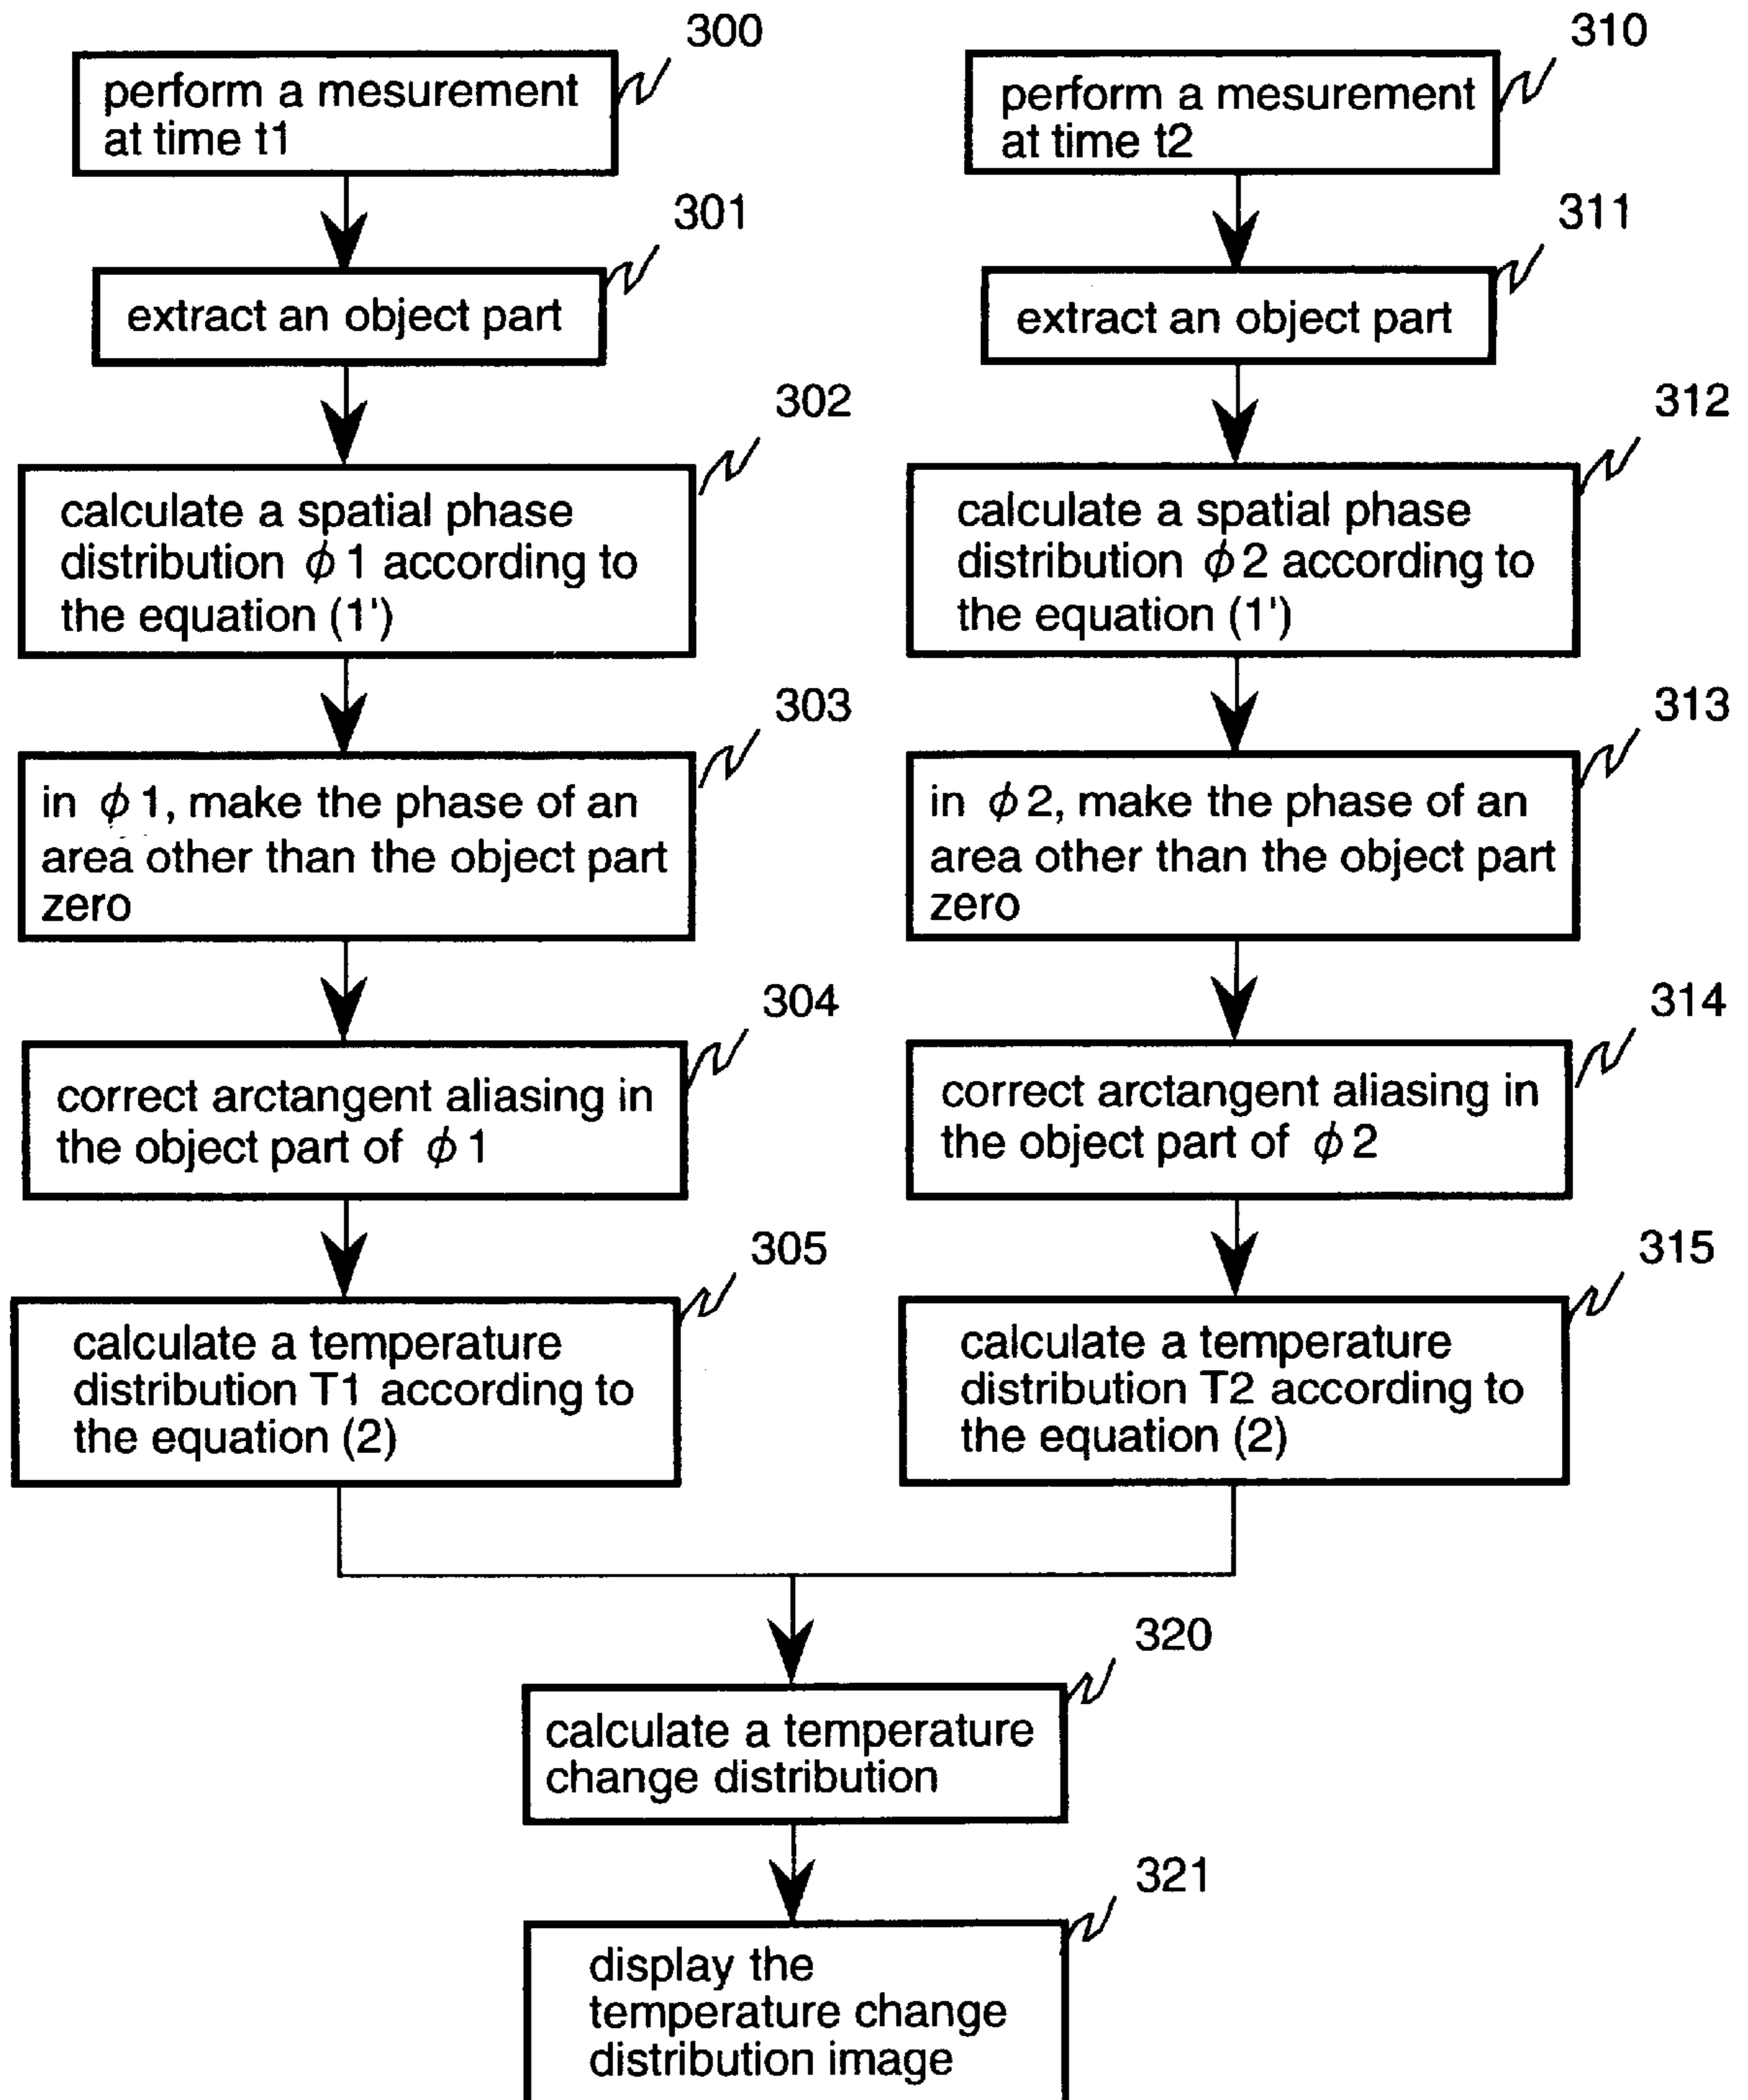 300
perform a mesurement
at time t1
301
extract an object part
302
calculate a spatial phase
distribution ϕ 1 according to
the equation (1')
303
in ϕ 1, make the phase of an
area other than the object part
zero
304
correct arctangent aliasing in
the object part of ϕ 1
305
calculate a temperature
distribution T1 according to
the equation (2)
310
perform a mesurement
at time t2
311
extract an object part
312
calculate a spatial phase
distribution ϕ 2 according to
the equation (1')
313
in ϕ 2, make the phase of an
area other than the object part
zero
314
correct arctangent aliasing in
the object part of ϕ 2
315
calculate a temperature
distribution T2 according to
the equation (2)
320
calculate a temperature
change distribution
321
display the
temperature change
distribution image